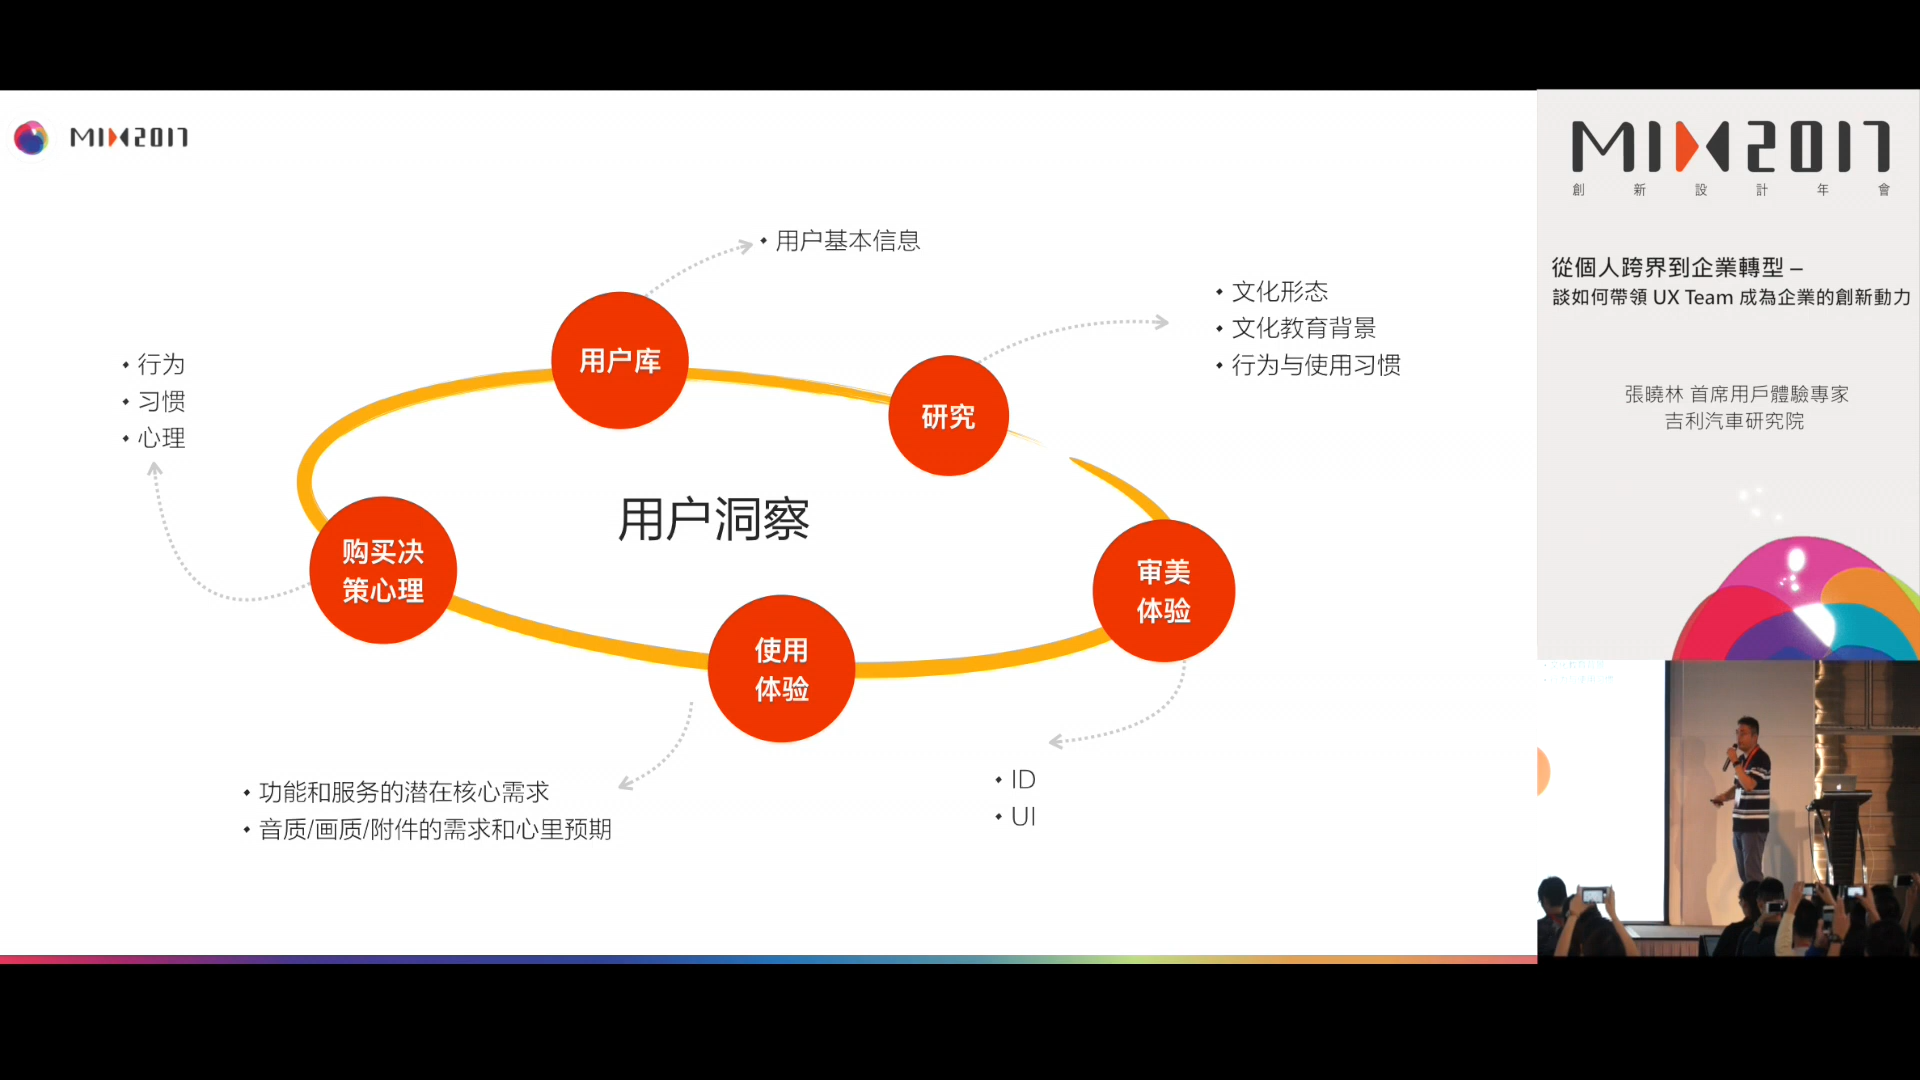 MIX2017
用户基本信息
文化形态
文化教育背景
行为与使用习惯
行为
习惯
心理
用户库
研究
用户洞察
购买决
策心理
审美
体验
使用
体验
功能和服务的潜在核心需求
音质/画质/附件的需求和心里预期
ID
UI
MIX2017
創新設計年會
從個人跨界到企業轉型 –
談如何帶領 UX Team 成為企業的創新動力
張曉林 首席用戶體驗專家
吉利汽車研究院